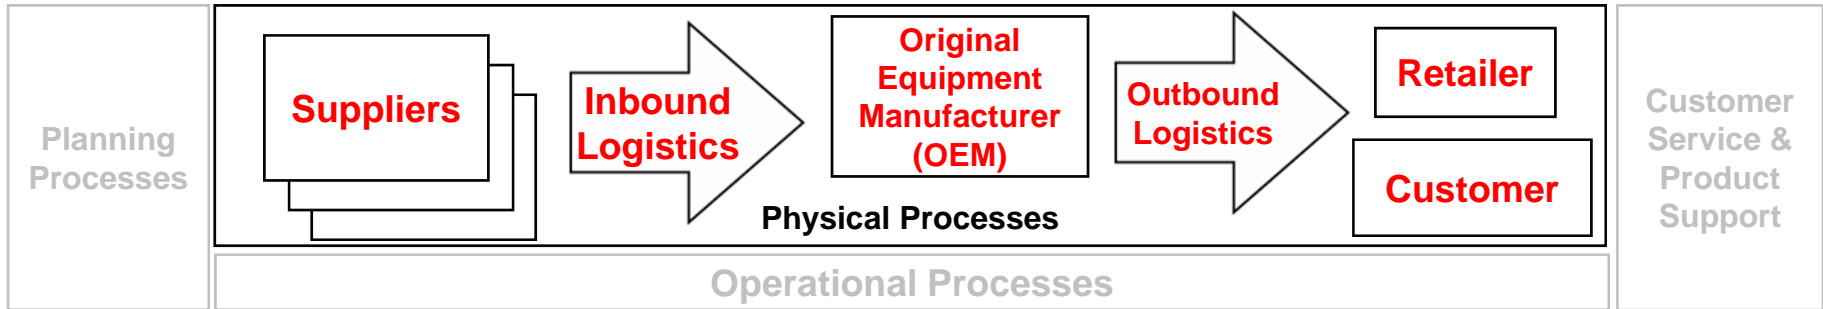 Planning
Processes
Suppliers
Inbound
Logistics
Original
Equipment
Manufacturer
(OEM)
Outbound
Logistics
Retailer
Customer
Physical Processes
Operational Processes
Customer
Service &
Product
Support